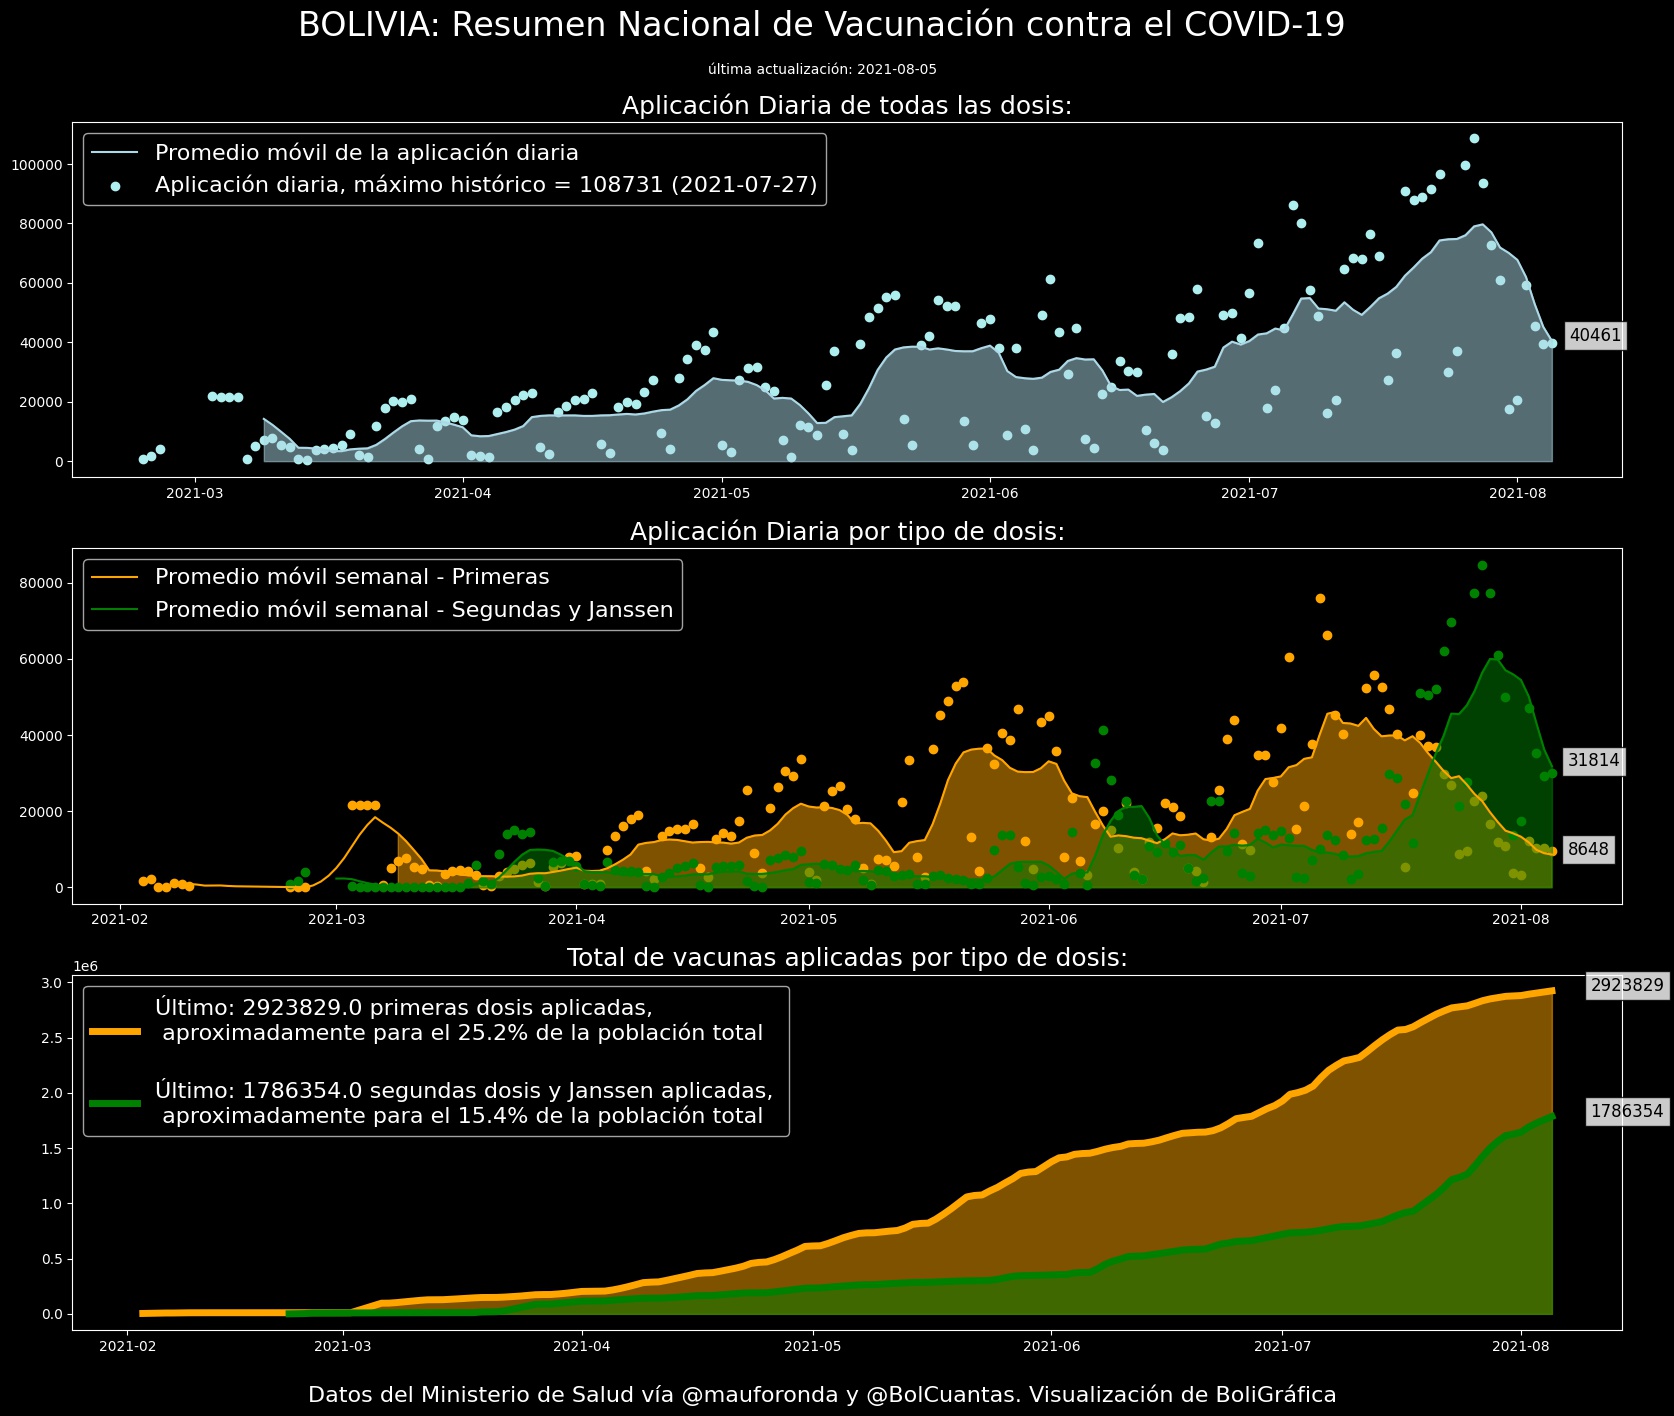 BOLIVIA: Resumen Nacional de Vacunación contra el COVID-19
última actualización: 2021-08-05
Aplicación Diaria de todas las dosis:
Promedio móvil de la aplicación diaria
Aplicación diaria, máximo histórico = 108731 (2021-07-27)
100000
80000
60000
40000
20000
0
40461
2021-03 2021-04 2021-05 2021-06 2021-07 2021-08
Aplicación Diaria por tipo de dosis:
Promedio móvil semanal - Primeras
Promedio móvil semanal - Segundas y Janssen
80000
60000
40000
20000
0
31814
8648
2021-02 2021-03 2021-04 2021-05 2021-06 2021-07 2021-08
Total de vacunas aplicadas por tipo de dosis:
1e6
3.0
2.5
2.0
1.5
1.0
0.5
0.0
Último: 2923829.0 primeras dosis aplicadas,
aproximadamente para el 25.2% de la población total
Último: 1786354.0 segundas dosis y Janssen aplicadas,
aproximadamente para el 15.4% de la población total
2923829
1786354
2021-02 2021-03 2021-04 2021-05 2021-06 2021-07 2021-08
Datos del Ministerio de Salud vía @mauforonda y @BolCuantas. Visualización de BoliGráfica